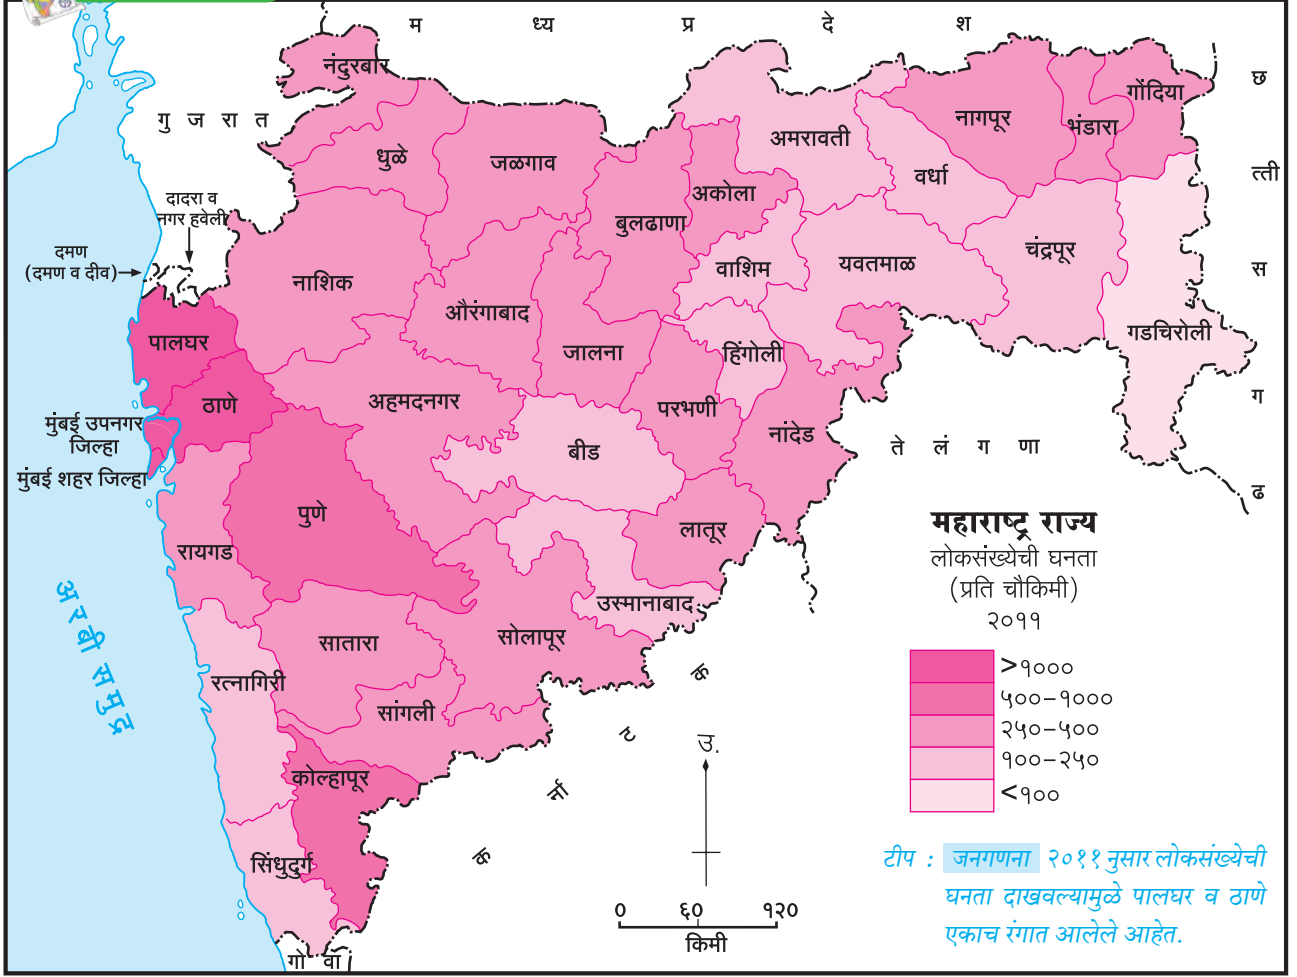 म ध्य प्र दे श
नंदुरबार
छ
गोंदिया
गु ज रा त
नागपूर
भंडारा
अमरावती
धुळे
जळगाव
त्ती
वर्धा
दादरा व
नगर हवेली
अकोला
बुलढाणा
दमण
(दमण व दीव)
चंद्रपूर
स
वाशिम
यवतमाळ
नाशिक
औरंगाबाद
पालघर
गडचिरोली
जालना
हिंगोली
ठाणे
अहमदनगर
परभणी
ग
मुंबई उपनगर
जिल्हा
नांदेड
ते लं ग णा
बीड
मुंबई शहर जिल्हा
ढ
पुणे
लातूर
रायगड
उस्मानाबाद
अरबी समुद्र
सातारा
सोलापूर
रत्नागिरी
सांगली
कोल्हापूर
सिंधुदुर्ग
क र्ना ट क
गो वा
महाराष्ट्र राज्य
लोकसंख्येची घनता
(प्रति चौकिमी)
२०११
>१०००
५००-१०००
२५०-५००
१००-२५०
<१००
उ.
० ६० १२०
किमी
टीप : जनगणना २०११ नुसार लोकसंख्येची
घनता दाखवल्यामुळे पालघर व ठाणे
एकाच रंगात आलेले आहेत.